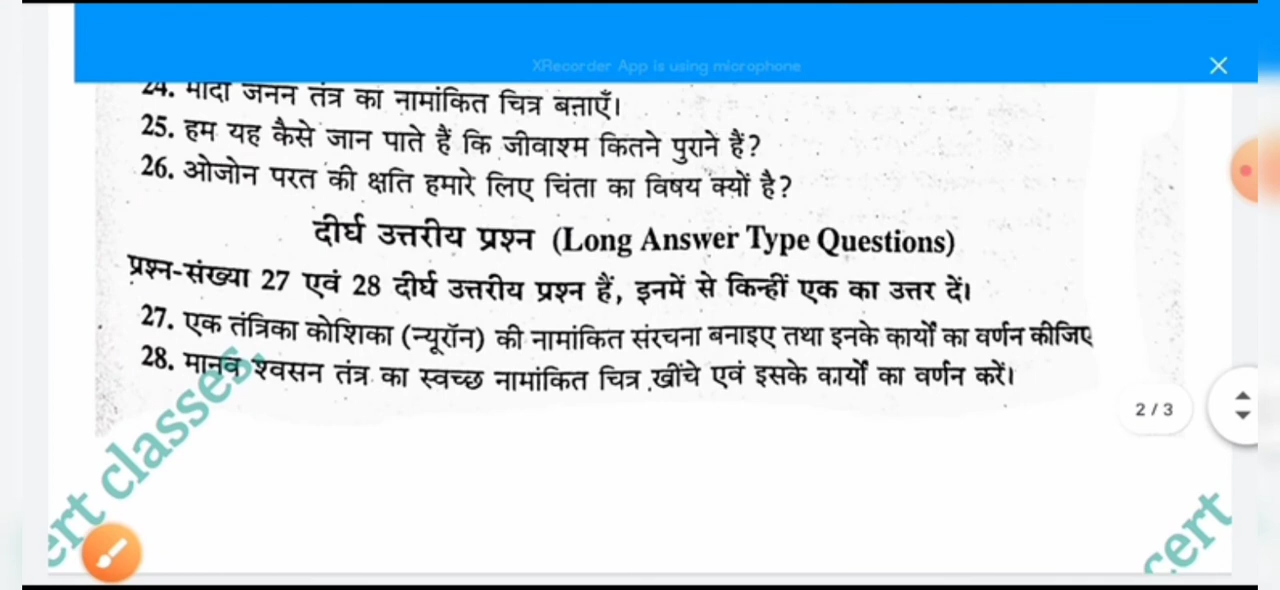 XRecorder App is using microphone
24. मादा जनन तंत्र का नामांकित चित्र बनाएँ।
25. हम यह कैसे जान पाते हैं कि जीवाश्म कितने पुराने हैं?
26. ओजोन परत की क्षति हमारे लिए चिंता का विषय क्यों है?
दीर्घ उत्तरीय प्रश्न (Long Answer Type Questions)
प्रश्न-संख्या 27 एवं 28 दीर्घ उत्तरीय प्रश्न हैं, इनमें से किन्हीं एक का उत्तर दें।
27. एक तंत्रिका कोशिका (न्यूरॉन) की नामांकित संरचना बनाइए तथा इनके कार्यों का वर्णन कीजिए
28. मानव श्वसन तंत्र का स्वच्छ नामांकित चित्र खींचे एवं इसके कार्यों का वर्णन करें।
2 / 3
ert classes.
cert